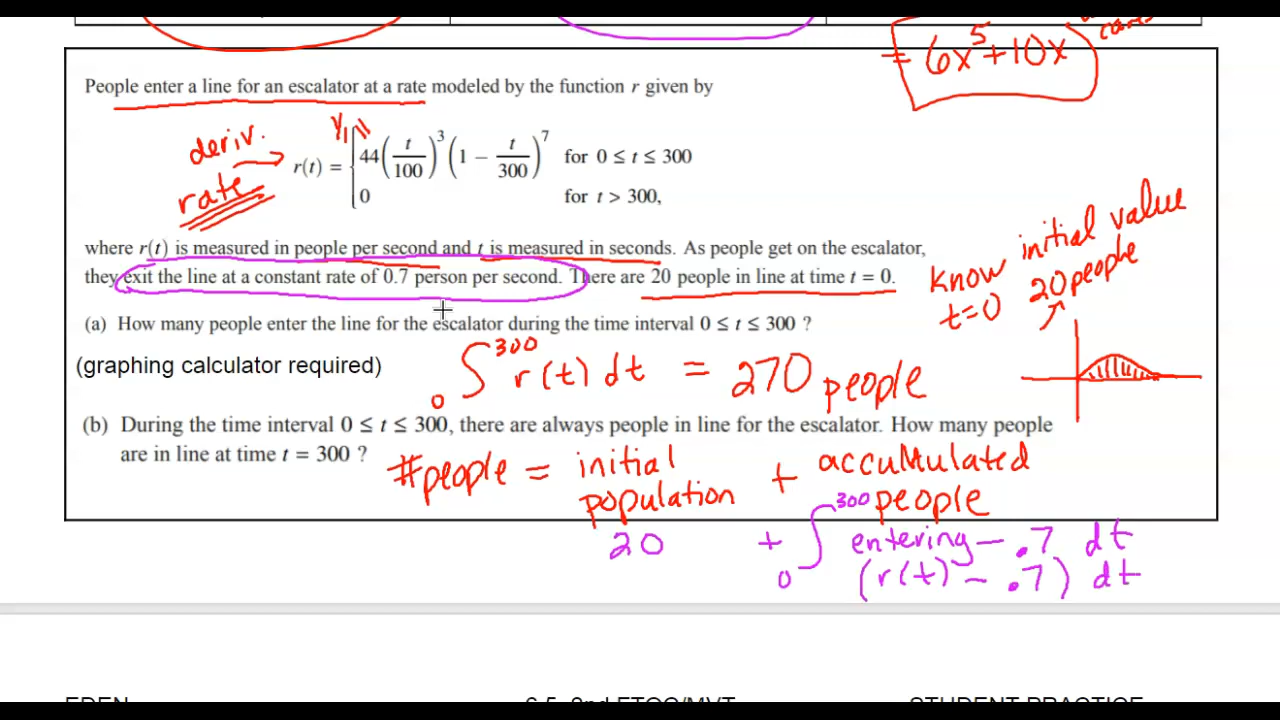 = 6x⁵ + 10x
People enter a line for an escalator at a rate modeled by the function r given by
deriv.
rate
Y₁
r(t) = { 44(t/100)³(1 − t/300)⁷ for 0 ≤ t ≤ 300
0 for t > 300,
where r(t) is measured in people per second and t is measured in seconds. As people get on the escalator,
they exit the line at a constant rate of 0.7 person per second. There are 20 people in line at time t = 0.
know initial value
t=0 20 people
(a) How many people enter the line for the escalator during the time interval 0 ≤ t ≤ 300 ?
(graphing calculator required)
∫₀³⁰⁰ r(t) dt = 270 people
(b) During the time interval 0 ≤ t ≤ 300, there are always people in line for the escalator. How many people
are in line at time t = 300 ?
#people = initial population + accumulated people
20 + ∫₀³⁰⁰ entering − .7 dt
(r(t) − .7) dt